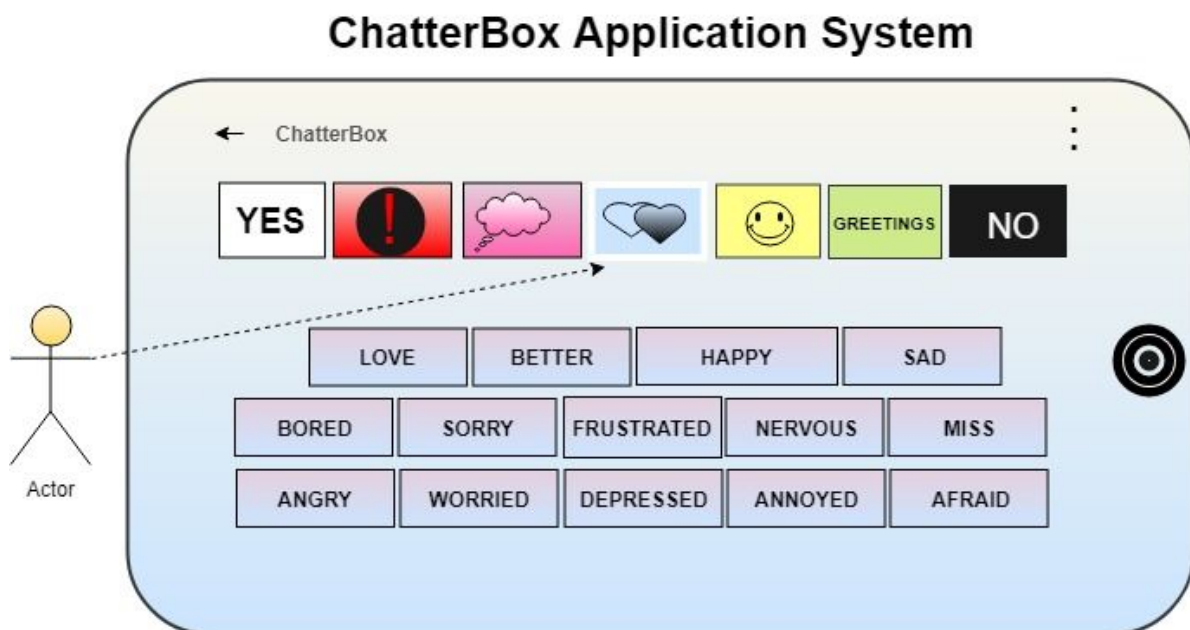 ChatterBox Application System
← ChatterBox
YES ! GREETINGS NO
LOVE BETTER HAPPY SAD
BORED SORRY FRUSTRATED NERVOUS MISS
ANGRY WORRIED DEPRESSED ANNOYED AFRAID
Actor